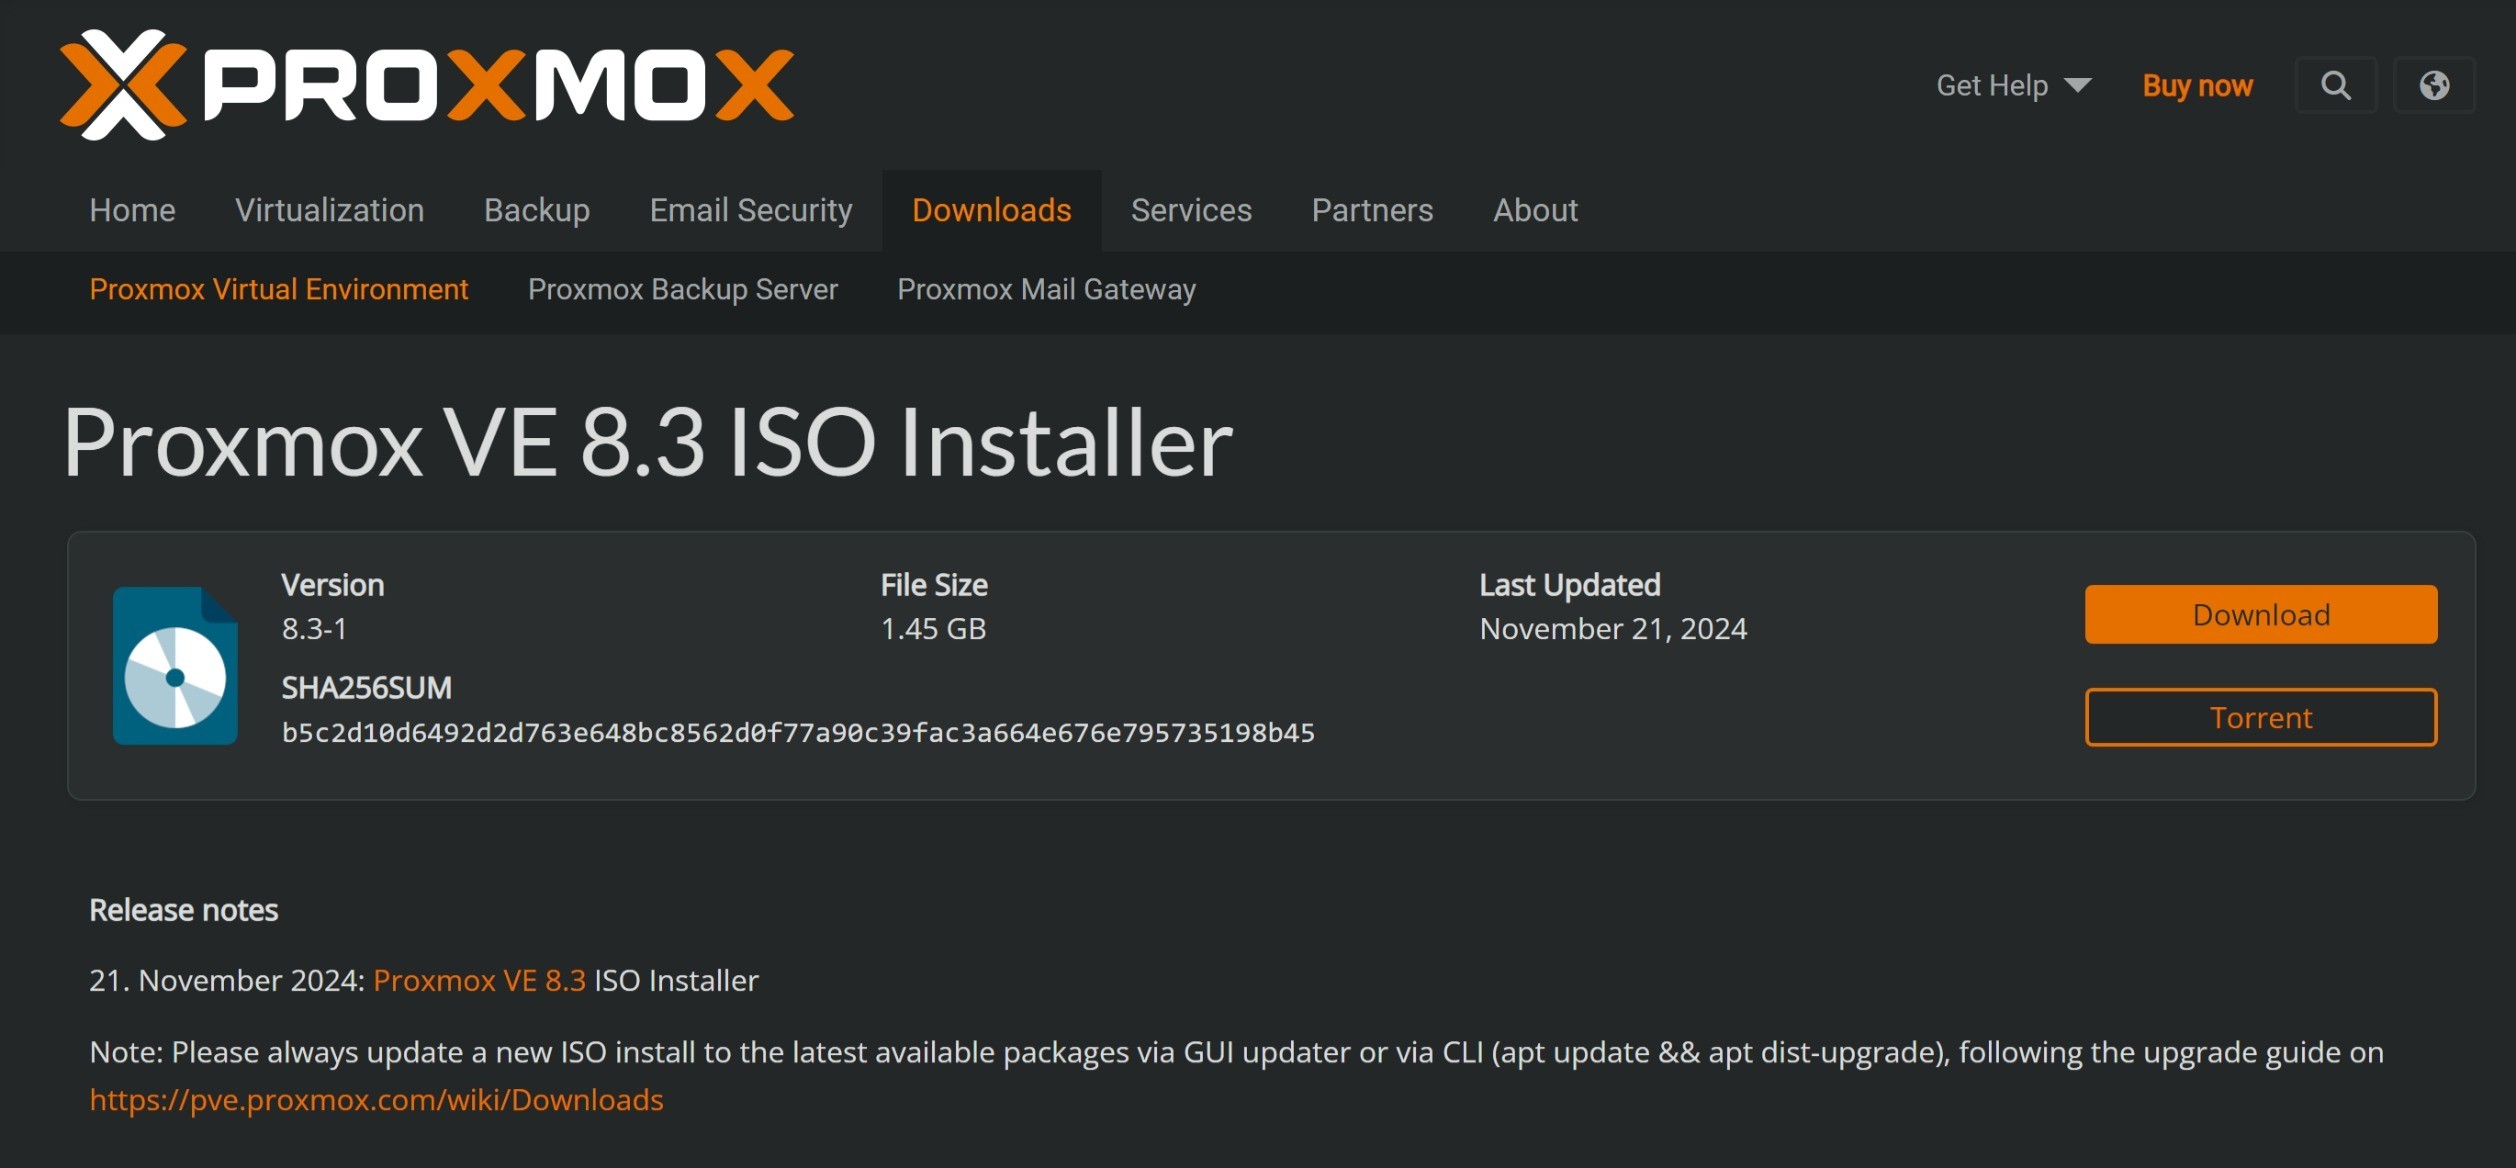 PROXMOX
Get Help
Buy now
Home
Virtualization
Backup
Email Security
Downloads
Services
Partners
About
Proxmox Virtual Environment
Proxmox Backup Server
Proxmox Mail Gateway
Proxmox VE 8.3 ISO Installer
Version
8.3-1
File Size
1.45 GB
Last Updated
November 21, 2024
Download
SHA256SUM
b5c2d10d6492d2d763e648bc8562d0f77a90c39fac3a664e676e795735198b45
Torrent
Release notes
21. November 2024: Proxmox VE 8.3 ISO Installer
Note: Please always update a new ISO install to the latest available packages via GUI updater or via CLI (apt update && apt dist-upgrade), following the upgrade guide on
https://pve.proxmox.com/wiki/Downloads